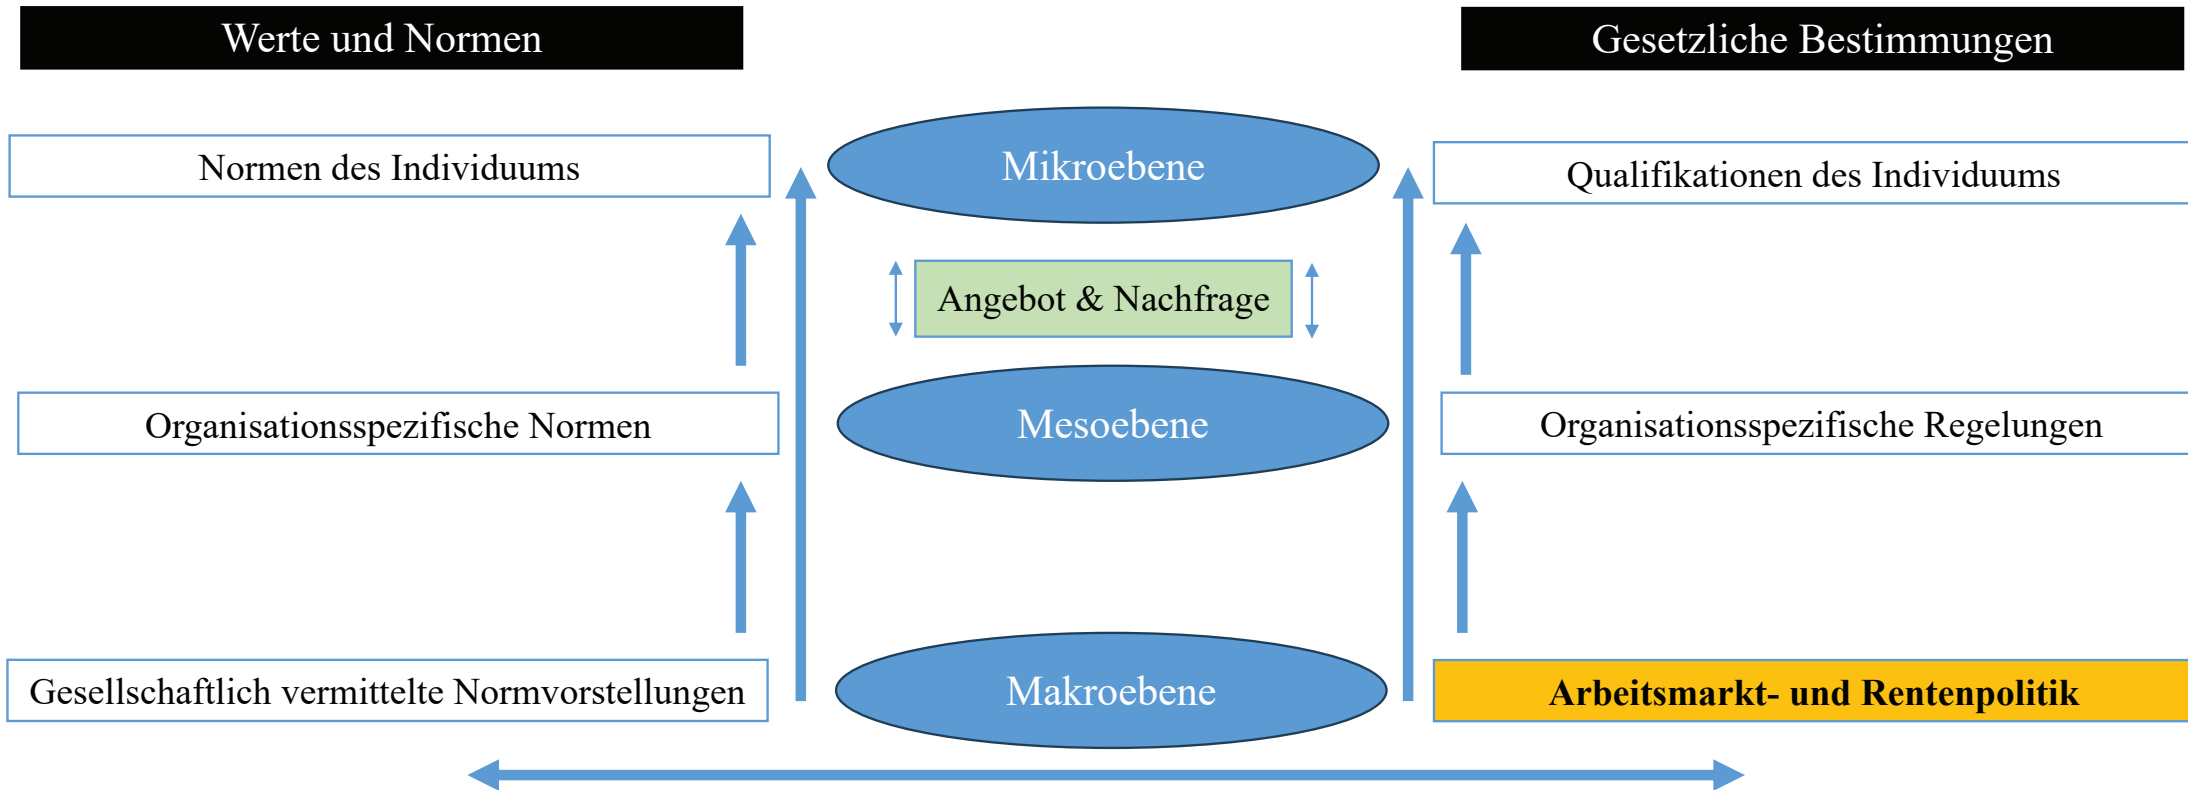 Werte und Normen
Gesetzliche Bestimmungen
Normen des Individuums
Mikroebene
Qualifikationen des Individuums
Angebot & Nachfrage
Organisationsspezifische Normen
Mesoebene
Organisationsspezifische Regelungen
Gesellschaftlich vermittelte Normvorstellungen
Makroebene
Arbeitsmarkt- und Rentenpolitik